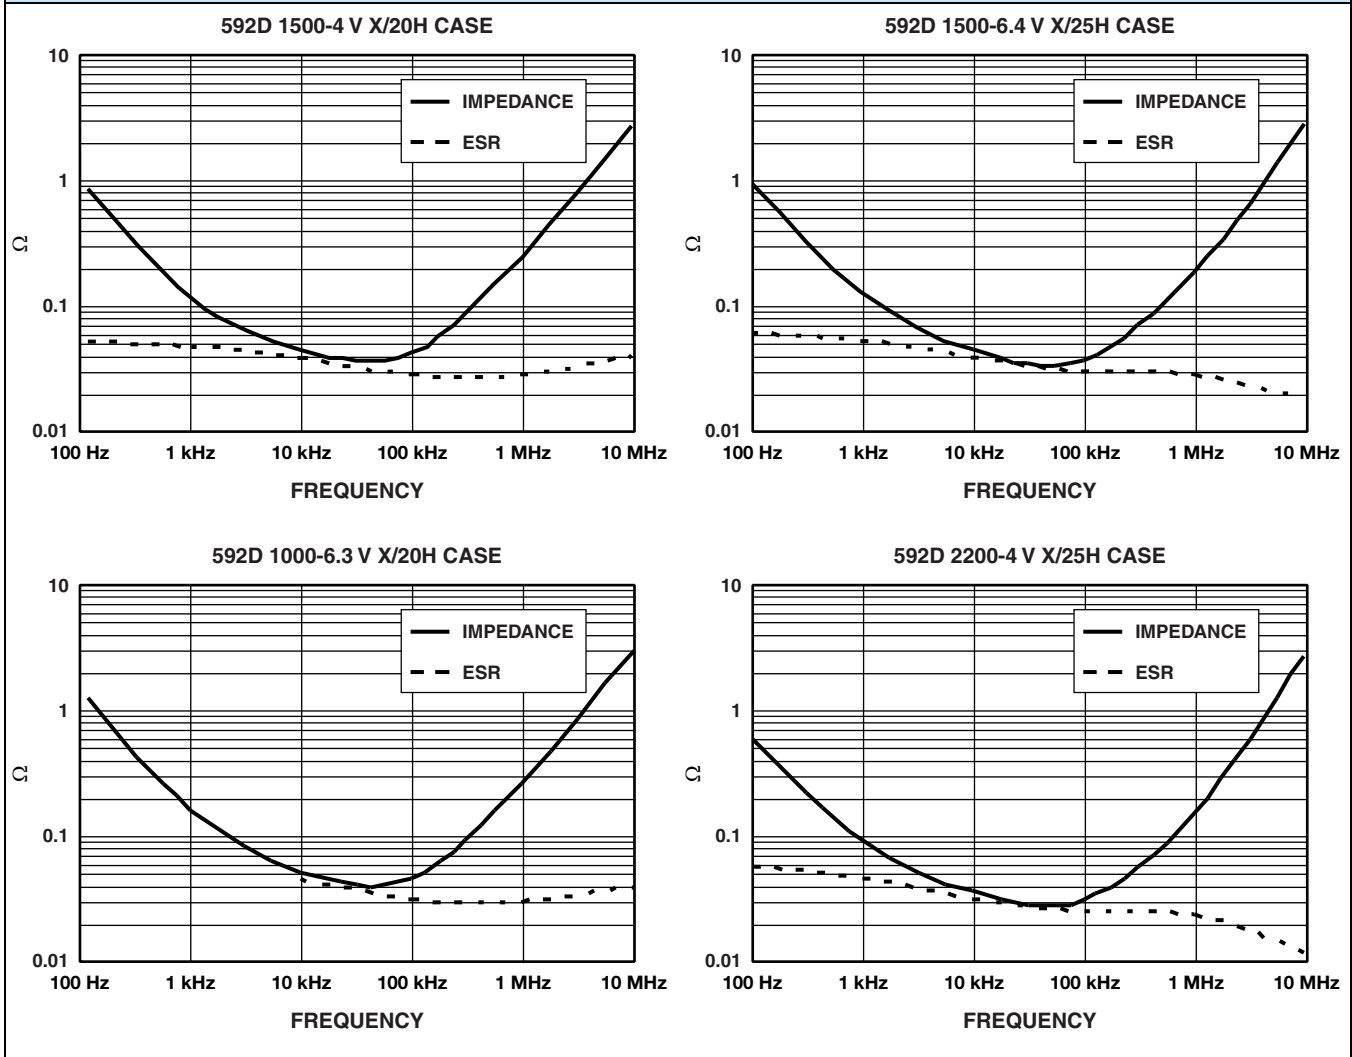 592D 1500-4 V X/20H CASE
10
1
0.1
0.01
Ω
IMPEDANCE
ESR
100 Hz 1 kHz 10 kHz 100 kHz 1 MHz 10 MHz
FREQUENCY
592D 1500-6.4 V X/25H CASE
10
1
0.1
0.01
Ω
IMPEDANCE
ESR
100 Hz 1 kHz 10 kHz 100 kHz 1 MHz 10 MHz
FREQUENCY
592D 1000-6.3 V X/20H CASE
10
1
0.1
0.01
Ω
IMPEDANCE
ESR
100 Hz 1 kHz 10 kHz 100 kHz 1 MHz 10 MHz
FREQUENCY
592D 2200-4 V X/25H CASE
10
1
0.1
0.01
Ω
IMPEDANCE
ESR
100 Hz 1 kHz 10 kHz 100 kHz 1 MHz 10 MHz
FREQUENCY